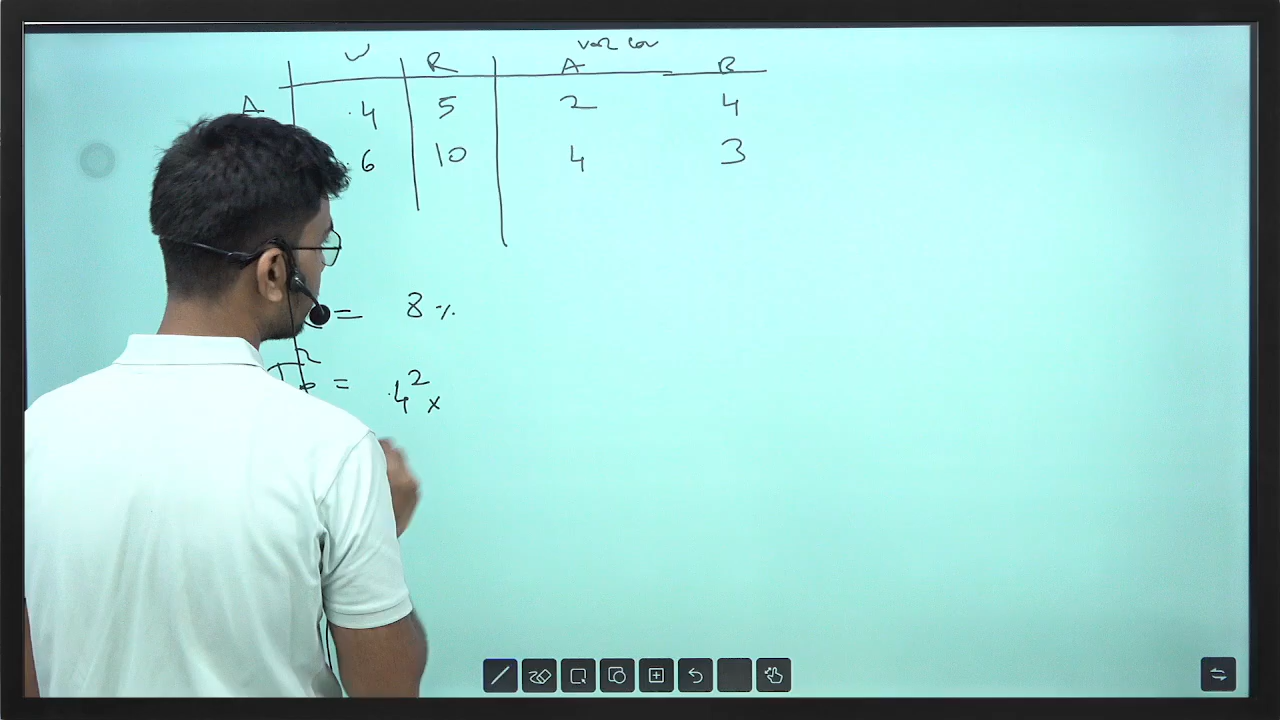 var cov
W R A B
A .4 5 2 4
.6 10 4 3
= 8%
= .4² ×